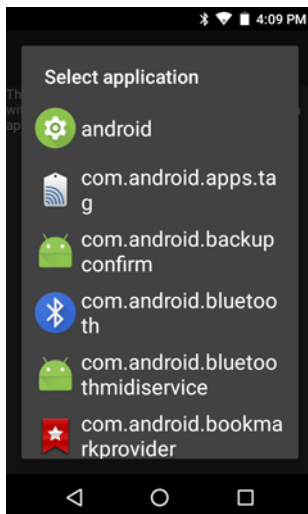 4:09 PM
Select application
android
com.android.apps.ta
g
com.android.backup
confirm
com.android.bluetoo
th
com.android.bluetoo
thmidiservice
com.android.bookma
rkprovider